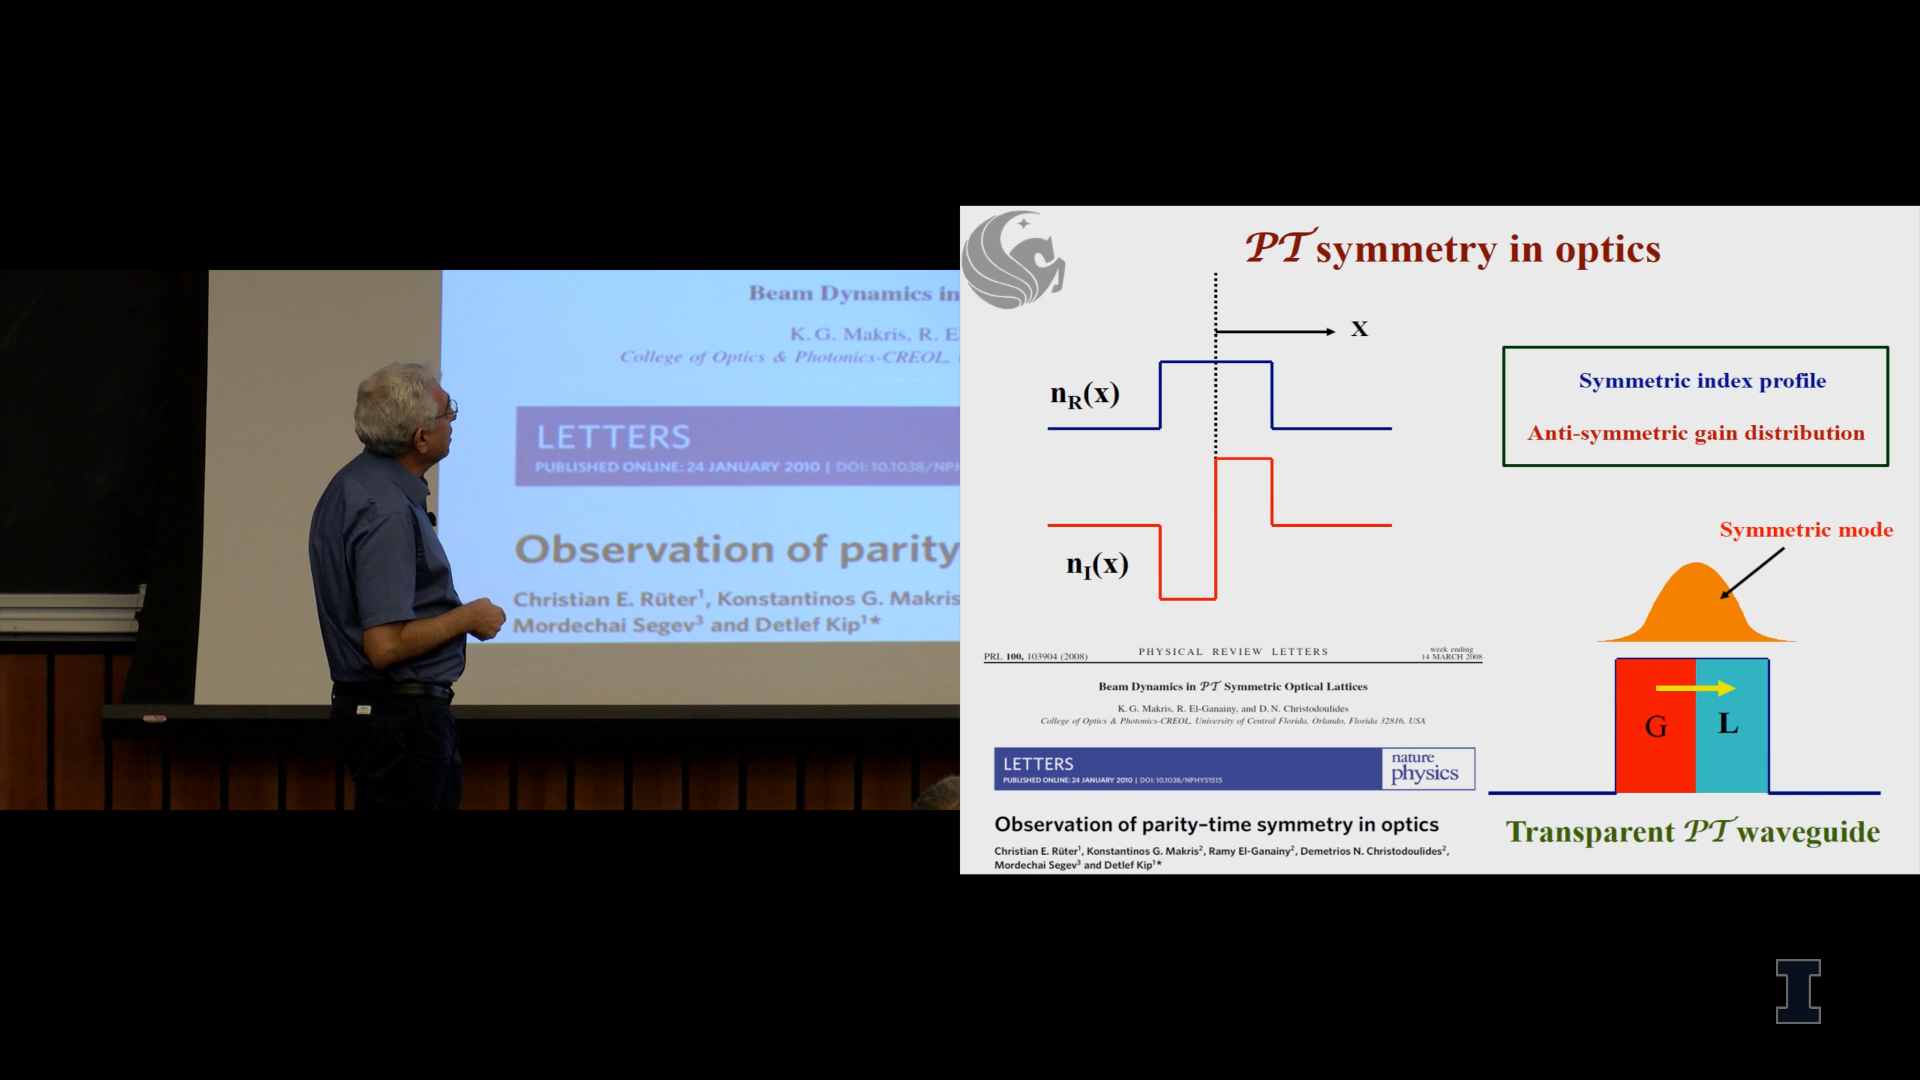 Beam Dynamics in
K. G. Makris, R. E
College of Optics & Photonics-CREOL,
LETTERS
PUBLISHED ONLINE: 24 JANUARY 2010 | DOI: 10.1038/NPH
Observation of parity
Christian E. Rüter¹, Konstantinos G. Makris
Mordechai Segev³ and Detlef Kip¹*
PT symmetry in optics
x
n_R(x)
n_I(x)
Symmetric index profile
Anti-symmetric gain distribution
Symmetric mode
G L
Transparent PT waveguide
PRL 100, 103904 (2008) PHYSICAL REVIEW LETTERS week ending 14 MARCH 2008
Beam Dynamics in PT Symmetric Optical Lattices
K. G. Makris, R. El-Ganainy, and D. N. Christodoulides
College of Optics & Photonics-CREOL, University of Central Florida, Orlando, Florida 32816, USA
LETTERS
PUBLISHED ONLINE: 24 JANUARY 2010 | DOI: 10.1038/NPHYS1515
nature
physics
Observation of parity–time symmetry in optics
Christian E. Rüter¹, Konstantinos G. Makris², Ramy El-Ganainy², Demetrios N. Christodoulides²,
Mordechai Segev³ and Detlef Kip¹*
I